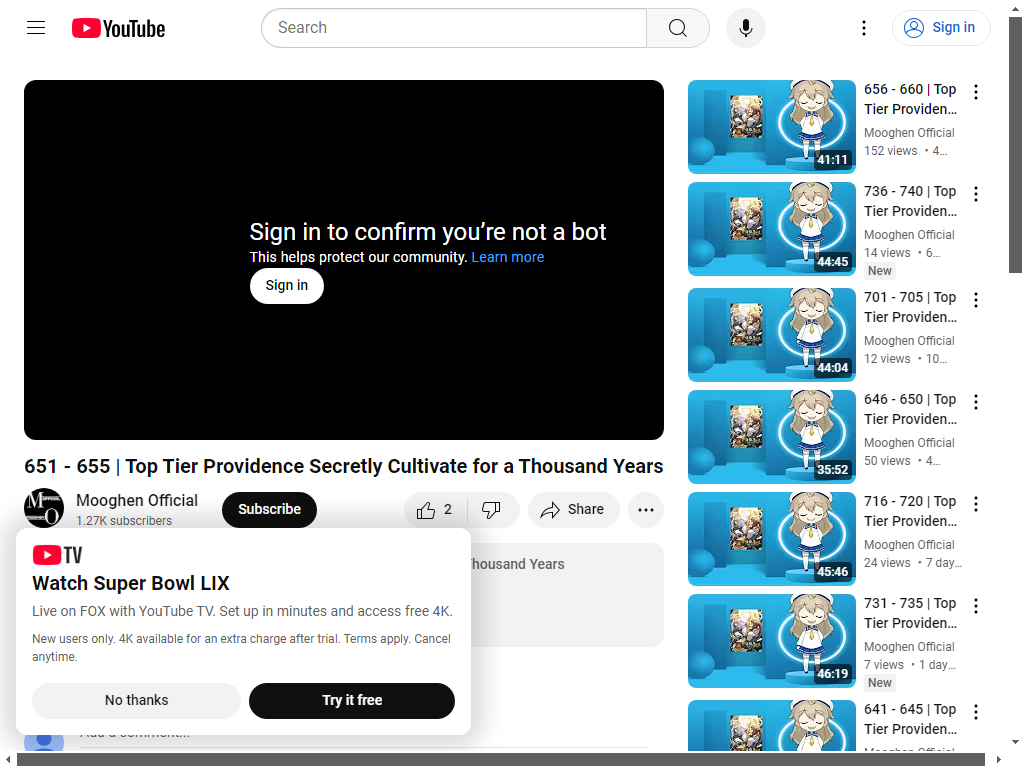 YouTube
Search
Sign in
Sign in to confirm you're not a bot
This helps protect our community. Learn more
Sign in
651 - 655 | Top Tier Providence Secretly Cultivate for a Thousand Years
Mooghen Official
1.27K subscribers
Subscribe
2
Share
Thousand Years
TV
Watch Super Bowl LIX
Live on FOX with YouTube TV. Set up in minutes and access free 4K.
New users only. 4K available for an extra charge after trial. Terms apply. Cancel
anytime.
No thanks
Try it free
Add a comment...
656 - 660 | Top
Tier Providen...
Mooghen Official
152 views • 4...
41:11
736 - 740 | Top
Tier Providen...
Mooghen Official
14 views • 6...
New
44:45
701 - 705 | Top
Tier Providen...
Mooghen Official
12 views • 10...
44:04
646 - 650 | Top
Tier Providen...
Mooghen Official
50 views • 4...
35:52
716 - 720 | Top
Tier Providen...
Mooghen Official
24 views • 7 day...
45:46
731 - 735 | Top
Tier Providen...
Mooghen Official
7 views • 1 day...
New
46:19
641 - 645 | Top
Tier Providen...
Mooghen Official